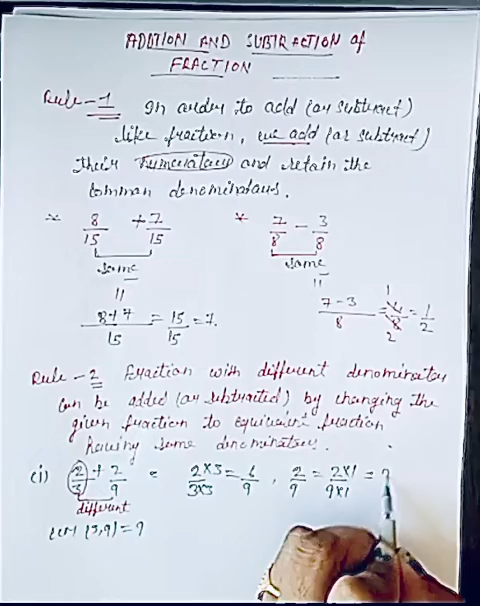 ADDTION AND SUBTRACTION of
FRACTION
Rule-1 In order to add (or subtract)
like fraction, we add (or subtract)
their numerators and retain the
common denominators.
8/15 + 7/15 * 7/8 - 3/8
same same
= =
8+7/15 = 15/15 = 7. 7-3/8 = 4/8 = 1/2
Rule-2 Fraction with different denominator
can be added (or subtracted) by changing the
given fraction to equivalent fraction
having same denominators.
(i) 2/3 + 2/9 = 2×3/3×3 = 6/9 , 2/9 = 2×1/9×1 = 2
different
LCM (3,9) = 9